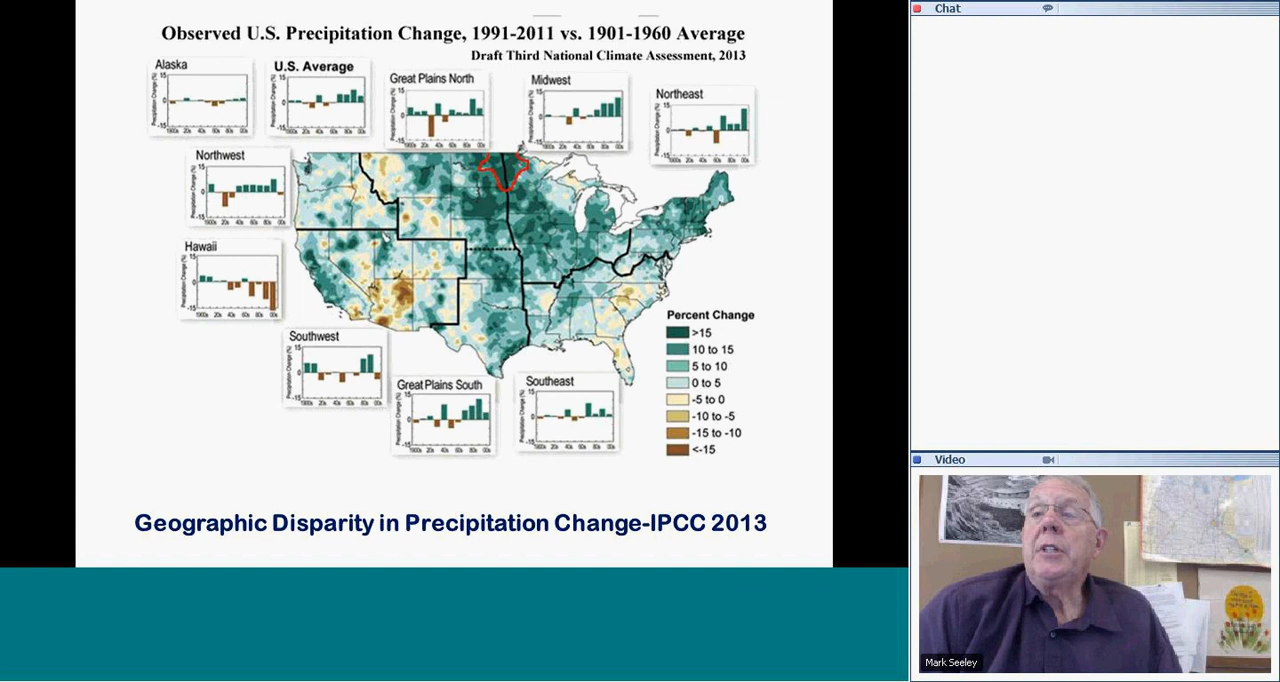 Observed U.S. Precipitation Change, 1991-2011 vs. 1901-1960 Average
Draft Third National Climate Assessment, 2013
Alaska
U.S. Average
Great Plains North
Midwest
Northeast
Northwest
Hawaii
Southwest
Great Plains South
Southeast
Percent Change
>15
10 to 15
5 to 10
0 to 5
-5 to 0
-10 to -5
-15 to -10
<-15
Geographic Disparity in Precipitation Change-IPCC 2013
Chat
Video
Mark Seeley